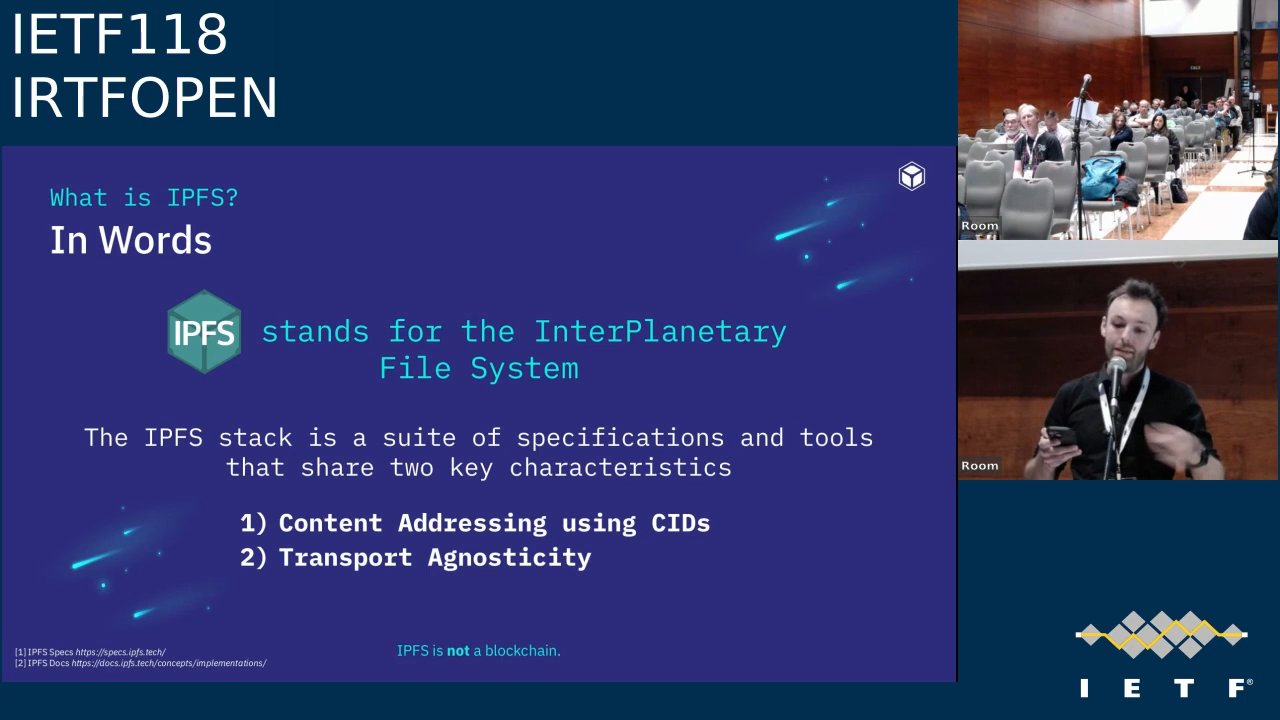 IETF118
IRTFOPEN
What is IPFS?
In Words
IPFS stands for the InterPlanetary
File System
The IPFS stack is a suite of specifications and tools
that share two key characteristics
1) Content Addressing using CIDs
2) Transport Agnosticity
[1] IPFS Specs https://specs.ipfs.tech/
[2] IPFS Docs https://docs.ipfs.tech/concepts/implementations/
IPFS is not a blockchain.
Room
Room
I E T F®